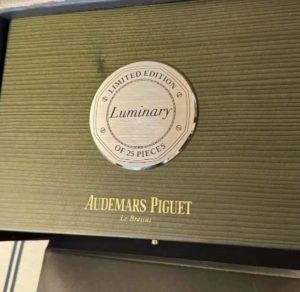 LIMITED EDITION
Luminary
OF 25 PIECES
AUDEMARS PIGUET
Le Brassus